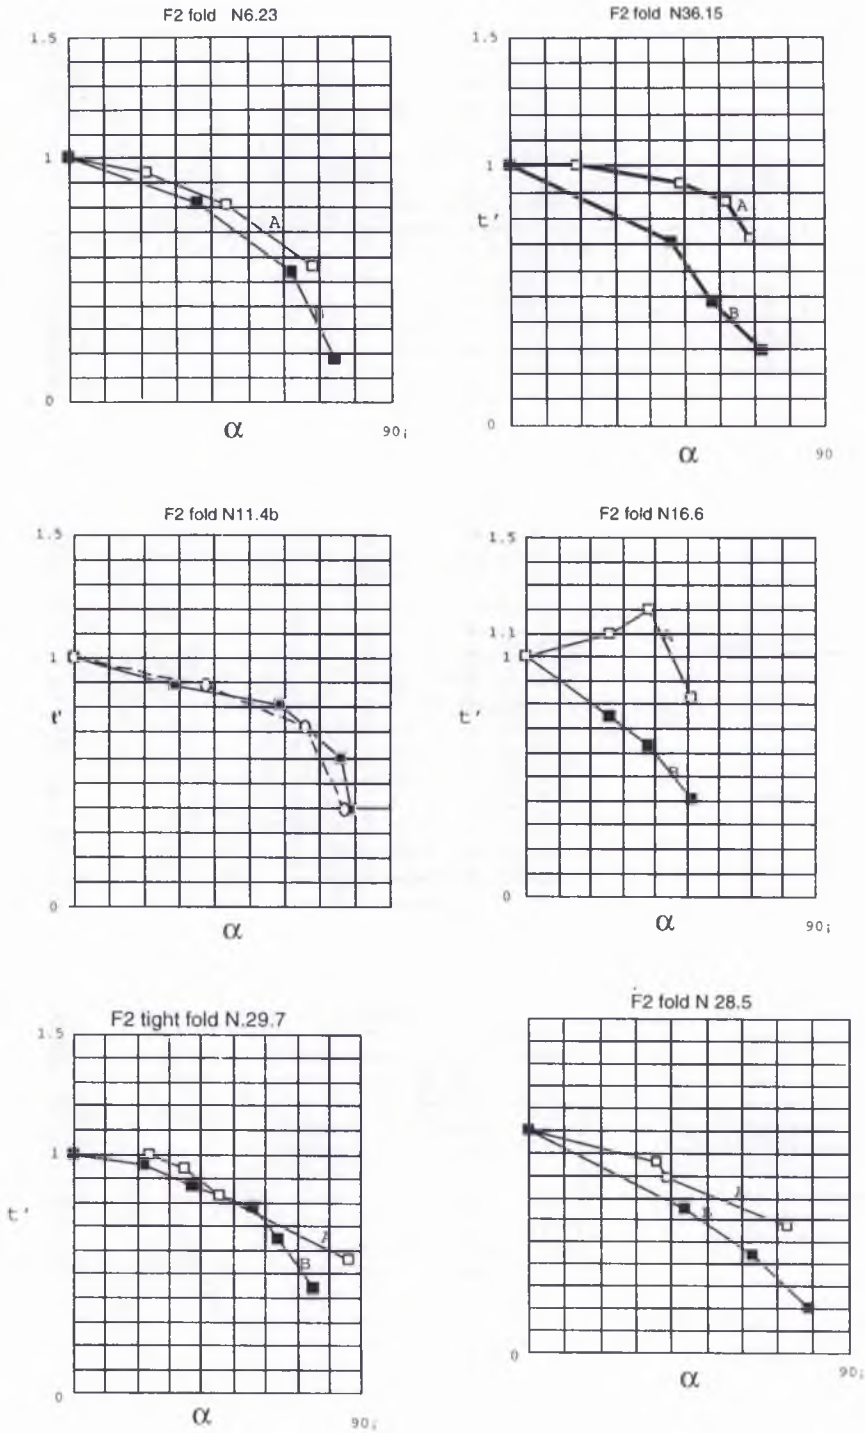 F2 fold N6.23
1.5
1
A
0
α
90¡
F2 fold N36.15
1.5
1
t'
A
B
0
α
90
F2 fold N11.4b
1.5
1
t'
0
α
F2 fold N16.6
1.5
1.1
1
t'
A
B
0
α
90¡
F2 tight fold N.29.7
1.5
1
t'
A
B
0
α
90¡
F2 fold N 28.5
A
B
0
α
90¡